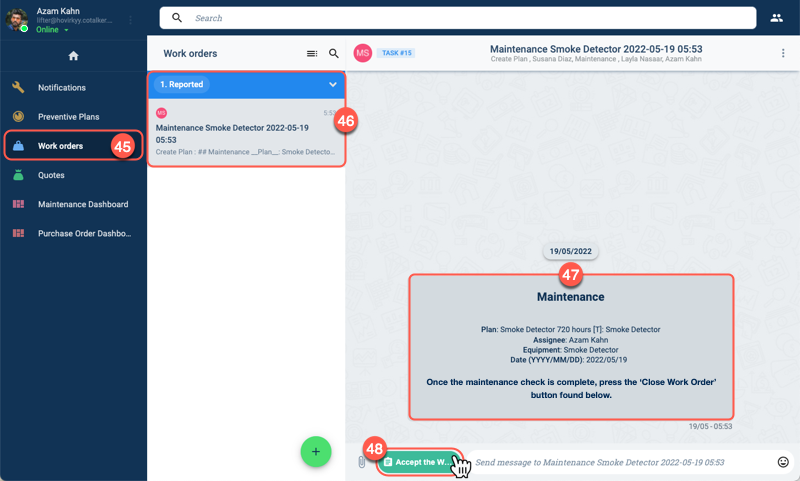 Azam Kahn
lifter@hovirkyy.cotalker...
Online
Search
Notifications
Preventive Plans
Work orders
45
Quotes
Maintenance Dashboard
Purchase Order Dashbo...
Work orders
1. Reported
MS
5:53
46
Maintenance Smoke Detector 2022-05-19
05:53
Create Plan : ## Maintenance __Plan__: Smoke Detecto...
+
MS
TASK #15
Maintenance Smoke Detector 2022-05-19 05:53
Create Plan , Susana Diaz, Maintenance , Layla Nasaar, Azam Kahn
19/05/2022
47
Maintenance
Plan: Smoke Detector 720 hours [T]: Smoke Detector
Assignee: Azam Kahn
Equipment: Smoke Detector
Date (YYYY/MM/DD): 2022/05/19
Once the maintenance check is complete, press the ‘Close Work Order’
button found below.
19/05 - 05:53
48
Accept the W...
Send message to Maintenance Smoke Detector 2022-05-19 05:53